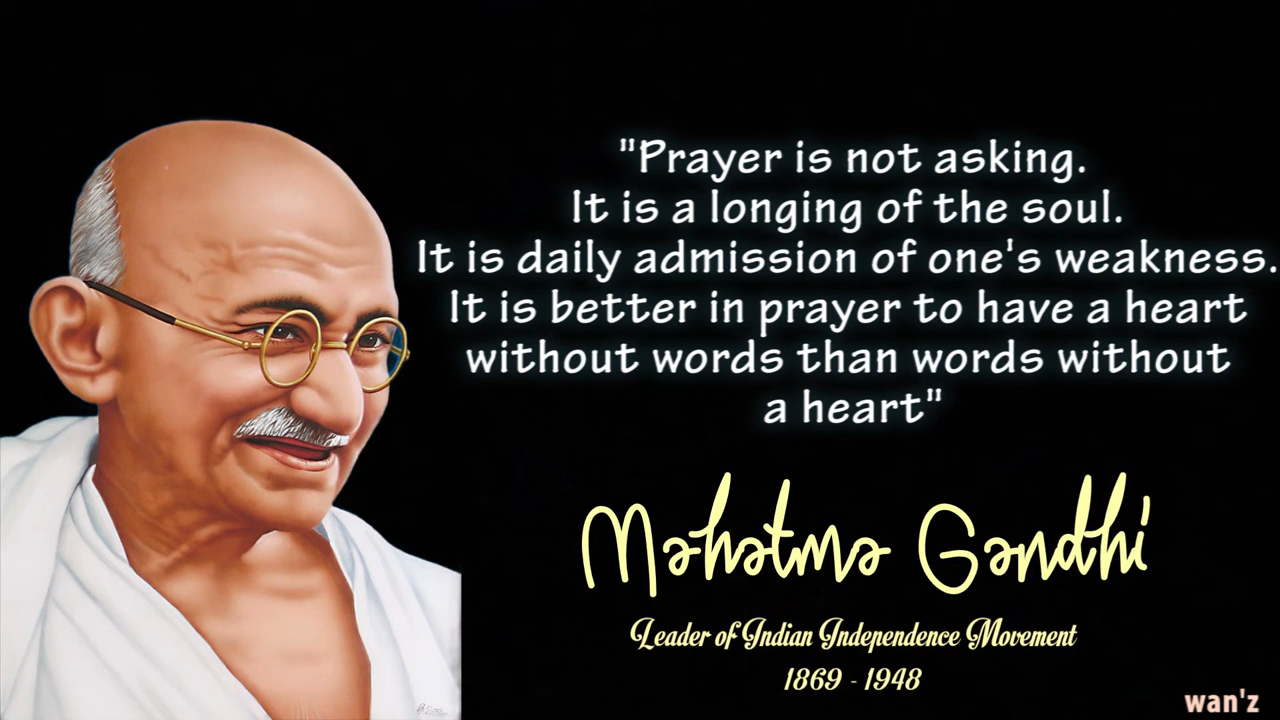 "Prayer is not asking.
It is a longing of the soul.
It is daily admission of one's weakness.
It is better in prayer to have a heart
without words than words without
a heart"
Mahatma Gandhi
Leader of Indian Independence Movement
1869 - 1948
wan'z